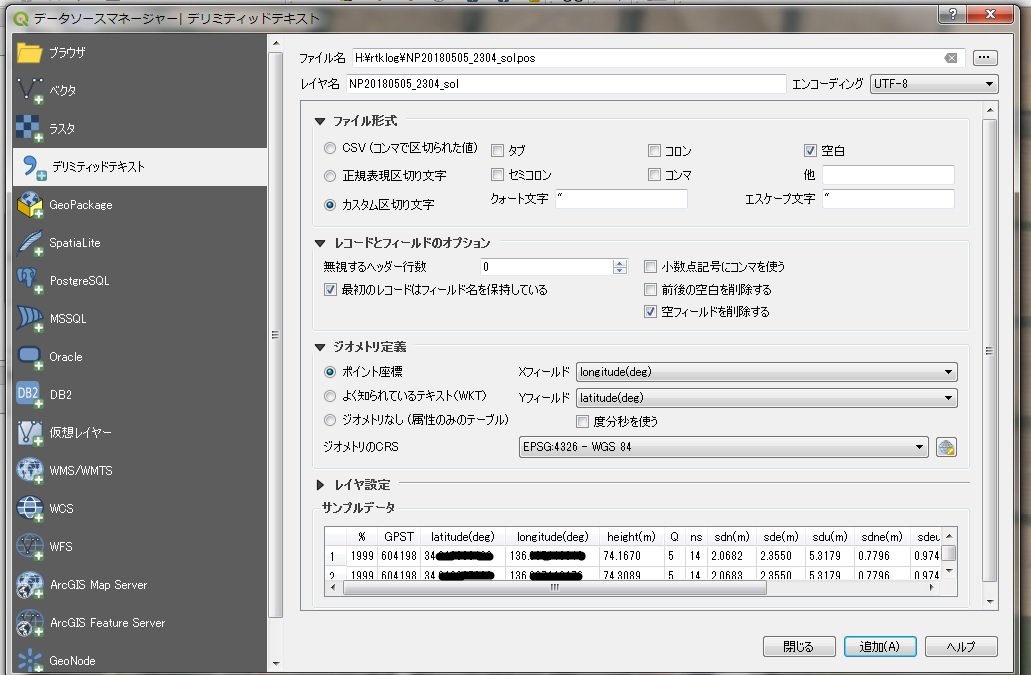 データソースマネージャー| デリミティッドテキスト
ブラウザ
ベクタ
ラスタ
デリミティッドテキスト
GeoPackage
SpatiaLite
PostgreSQL
MSSQL
Oracle
DB2
DB2
仮想レイヤー
WMS/WMTS
WCS
WFS
ArcGIS Map Server
ArcGIS Feature Server
GeoNode
ファイル名 H:¥rtklog¥NP20180505_2304_sol.pos ...
レイヤ名 NP20180505_2304_sol エンコーディング UTF-8
ファイル形式
CSV (コンマで区切られた値) タブ コロン 空白
正規表現区切り文字 セミコロン コンマ 他
カスタム区切り文字 クォート文字 " エスケープ文字 "
レコードとフィールドのオプション
無視するヘッダー行数 0 小数点記号にコンマを使う
最初のレコードはフィールド名を保持している 前後の空白を削除する
空フィールドを削除する
ジオメトリ定義
ポイント座標 Xフィールド longitude(deg)
よく知られているテキスト(WKT) Yフィールド latitude(deg)
ジオメトリなし (属性のみのテーブル) 度分秒を使う
ジオメトリのCRS EPSG:4326 - WGS 84
レイヤ設定
サンプルデータ
% GPST latitude(deg) longitude(deg) height(m) Q ns sdn(m) sde(m) sdu(m) sdne(m) sdeu
1 1999 604198 34 136. 74.1670 5 14 2.0682 2.3550 5.3179 0.7796 0.974
2 1999 604198 34 136. 74.3089 5 14 2.0683 2.3550 5.3179 0.7796 0.974
閉じる 追加(A) ヘルプ